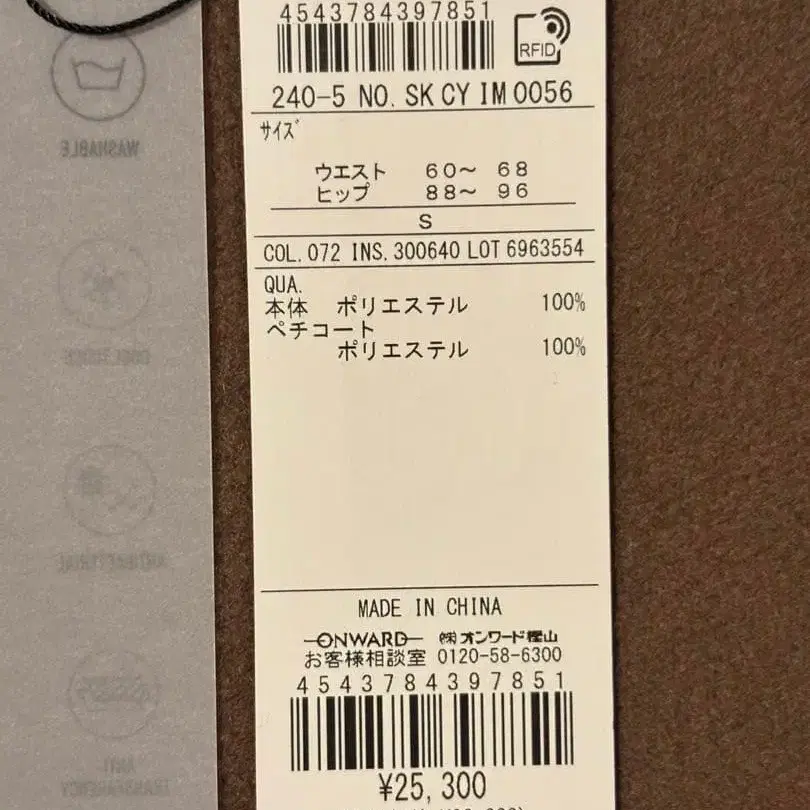 4543784397851
RFID
240-5 NO. SK CY IM 0056
サイズ
ウエスト 60〜 68
ヒップ 88〜 96
S
COL. 072 INS. 300640 LOT 6963554
QUA.
本体 ポリエステル 100%
ペチコート
ポリエステル 100%
MADE IN CHINA
ONWARD ㈱オンワード樫山
お客様相談室 0120-58-6300
4543784397851
¥25,300
WASHABLE
ANTIBACTERIAL
ANTI
TRANSPARENCY